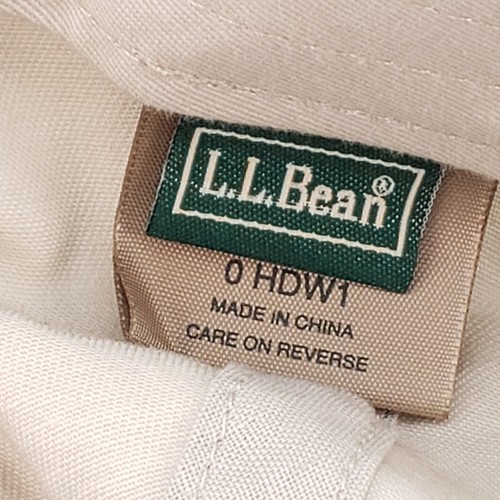 L.L.Bean®
0 HDW1
MADE IN CHINA
CARE ON REVERSE